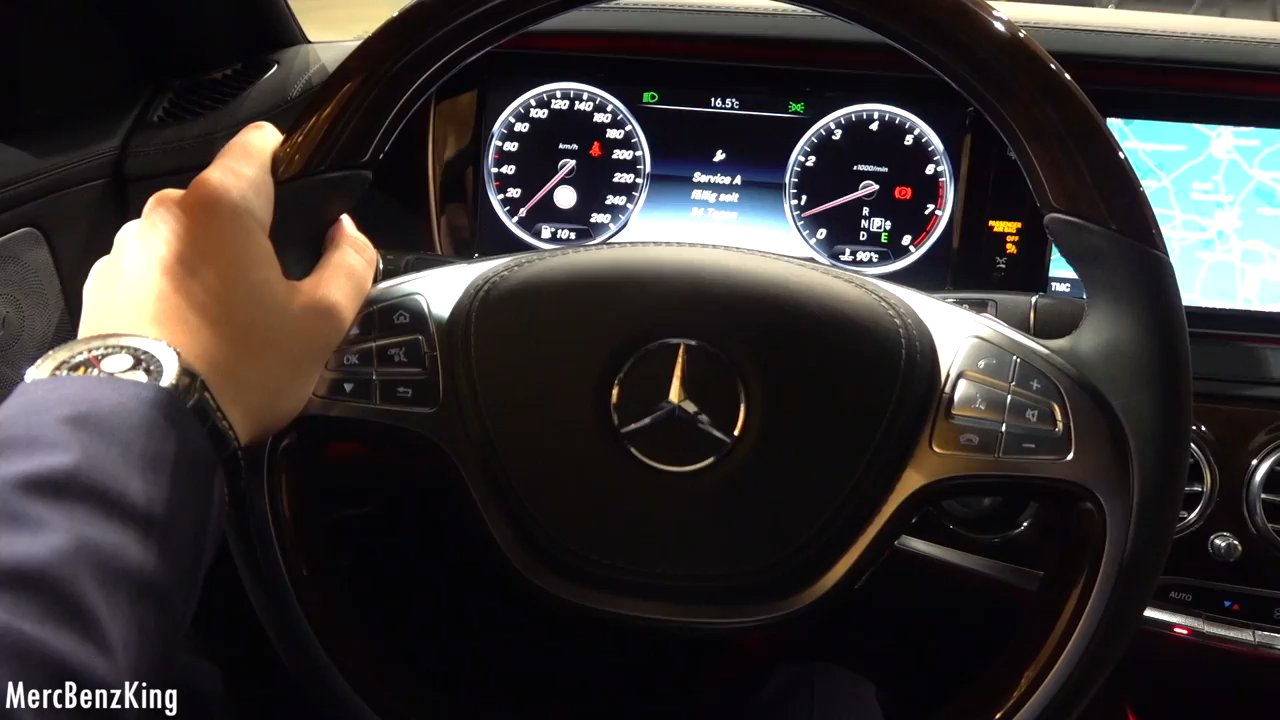 120 140
100 160
80 180
60 200
40 220
20 240
260
km/h
10%
16.5°C
Service A
fällig seit
3 4 5
2 6
1 7
0 8
x1000/min
R
N P
D E
90°C
PASSENGER
AIR BAG
OFF
TMC
OK
+
−
AUTO
MercBenzKing